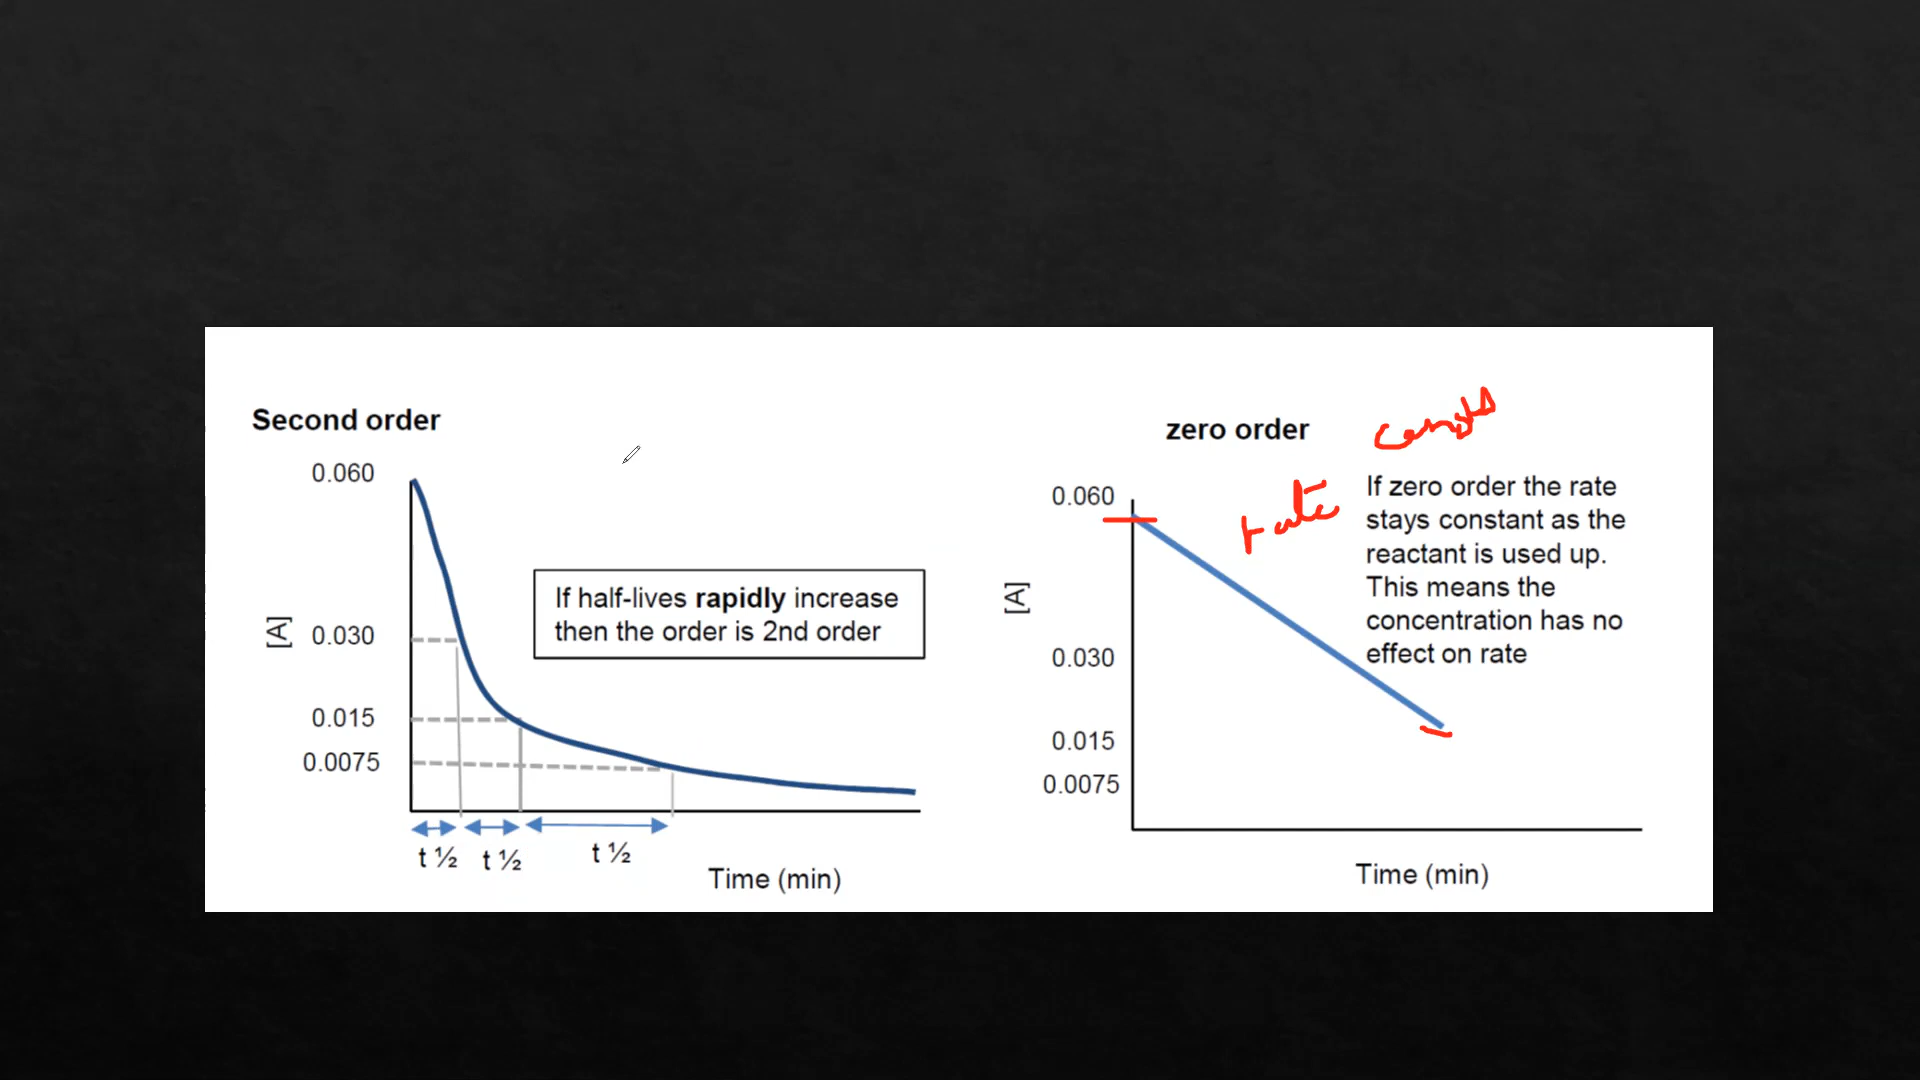 Second order
0.060
0.030
0.015
0.0075
[A]
If half-lives rapidly increase
then the order is 2nd order
t ½
t ½
t ½
Time (min)
zero order
rate
0.060
0.030
0.015
0.0075
[A]
If zero order the rate
stays constant as the
reactant is used up.
This means the
concentration has no
effect on rate
Time (min)